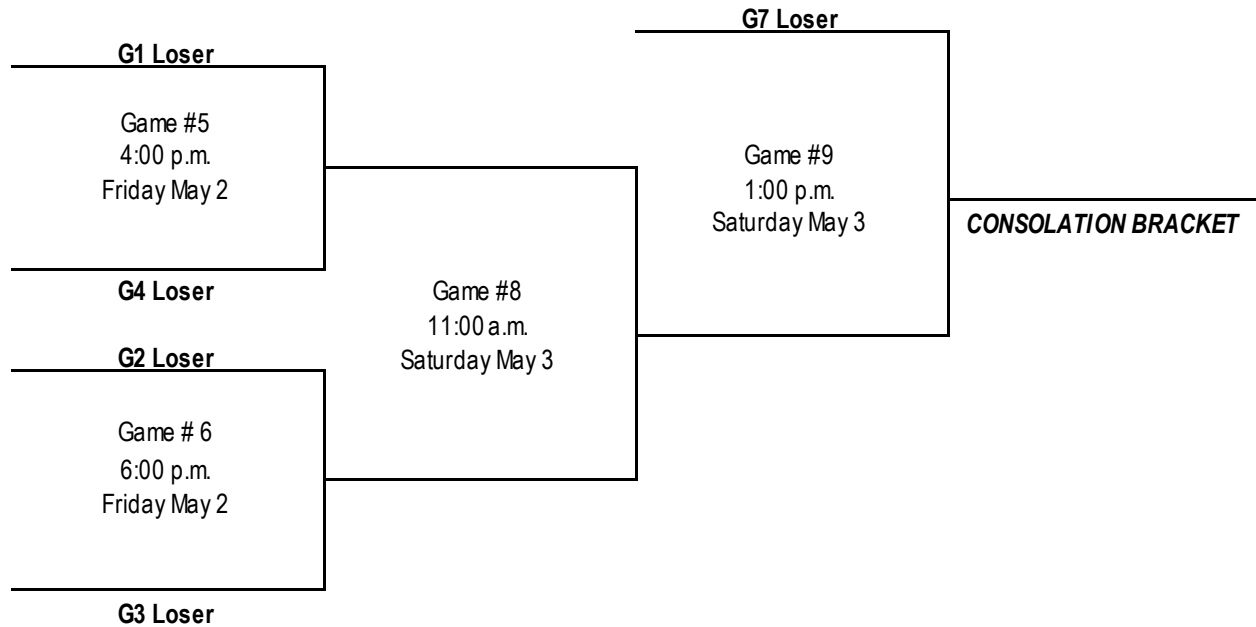 G7 Loser
G1 Loser
Game #5
4:00 p.m.
Friday May 2
Game #9
1:00 p.m.
Saturday May 3
CONSOLATION BRACKET
G4 Loser
Game #8
11:00 a.m.
Saturday May 3
G2 Loser
Game # 6
6:00 p.m.
Friday May 2
G3 Loser